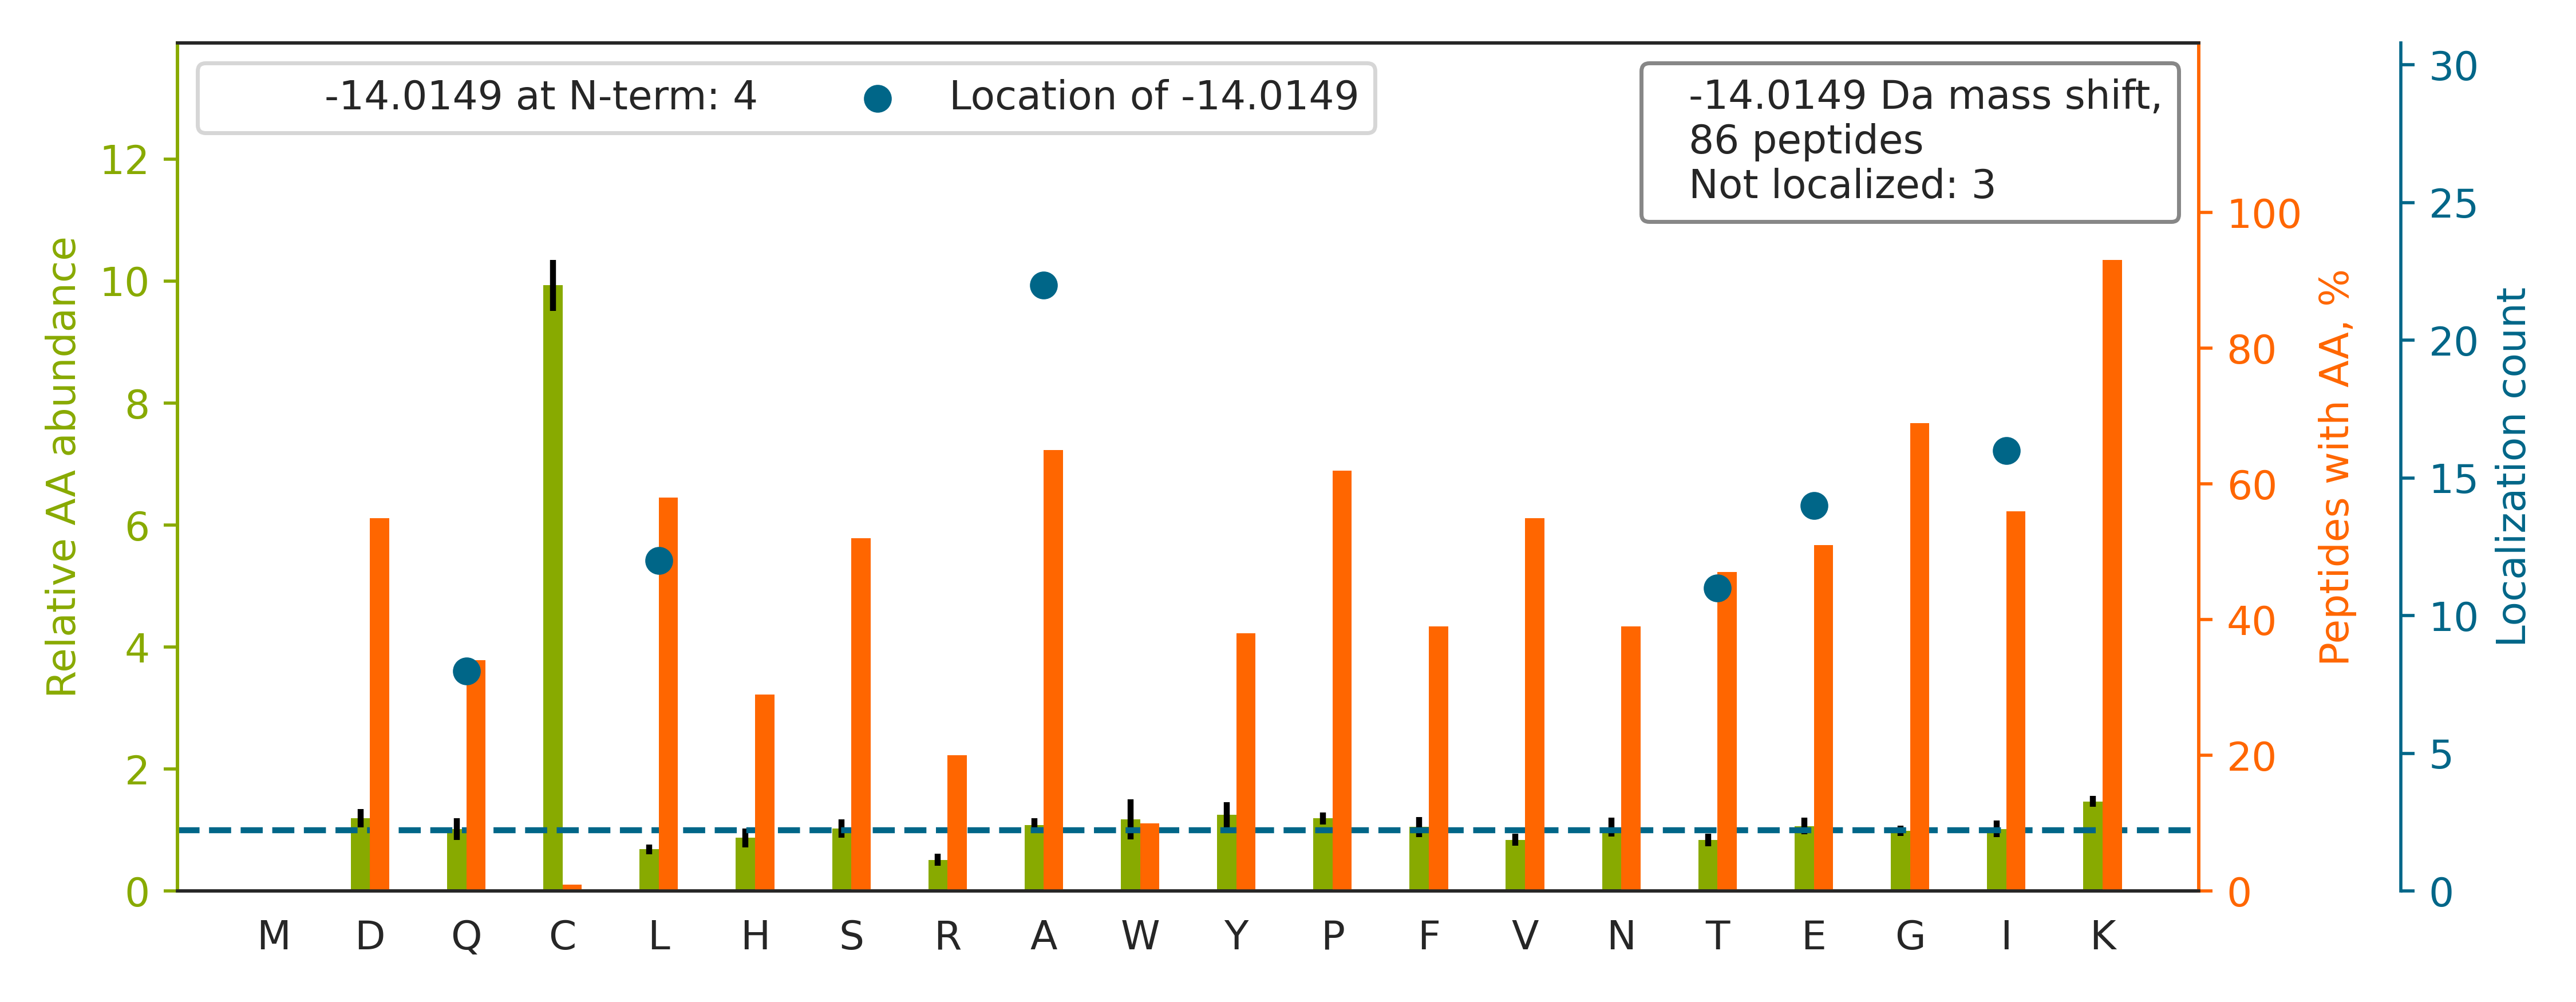 -14.0149 at N-term: 4
Location of -14.0149
-14.0149 Da mass shift,
86 peptides
Not localized: 3
Relative AA abundance
12
10
8
6
4
2
0
M D Q C L H S R A W Y P F V N T E G I K
100
80
60
40
20
0
Peptides with AA, %
30
25
20
15
10
5
0
Localization count